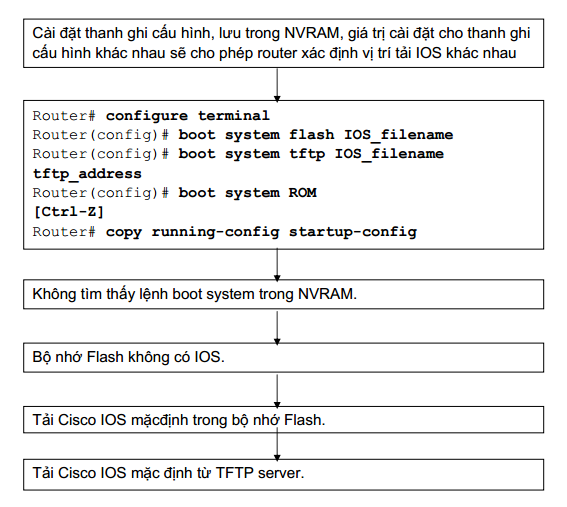 Cài đặt thanh ghi cấu hình, lưu trong NVRAM, giá trị cài đặt cho thanh ghi
cấu hình khác nhau sẽ cho phép router xác định vị trí tải IOS khác nhau
Router# configure terminal
Router(config)# boot system flash IOS_filename
Router(config)# boot system tftp IOS_filename
tftp_address
Router(config)# boot system ROM
[Ctrl-Z]
Router# copy running-config startup-config
Không tìm thấy lệnh boot system trong NVRAM.
Bộ nhớ Flash không có IOS.
Tải Cisco IOS mặcđịnh trong bộ nhớ Flash.
Tải Cisco IOS mặc định từ TFTP server.